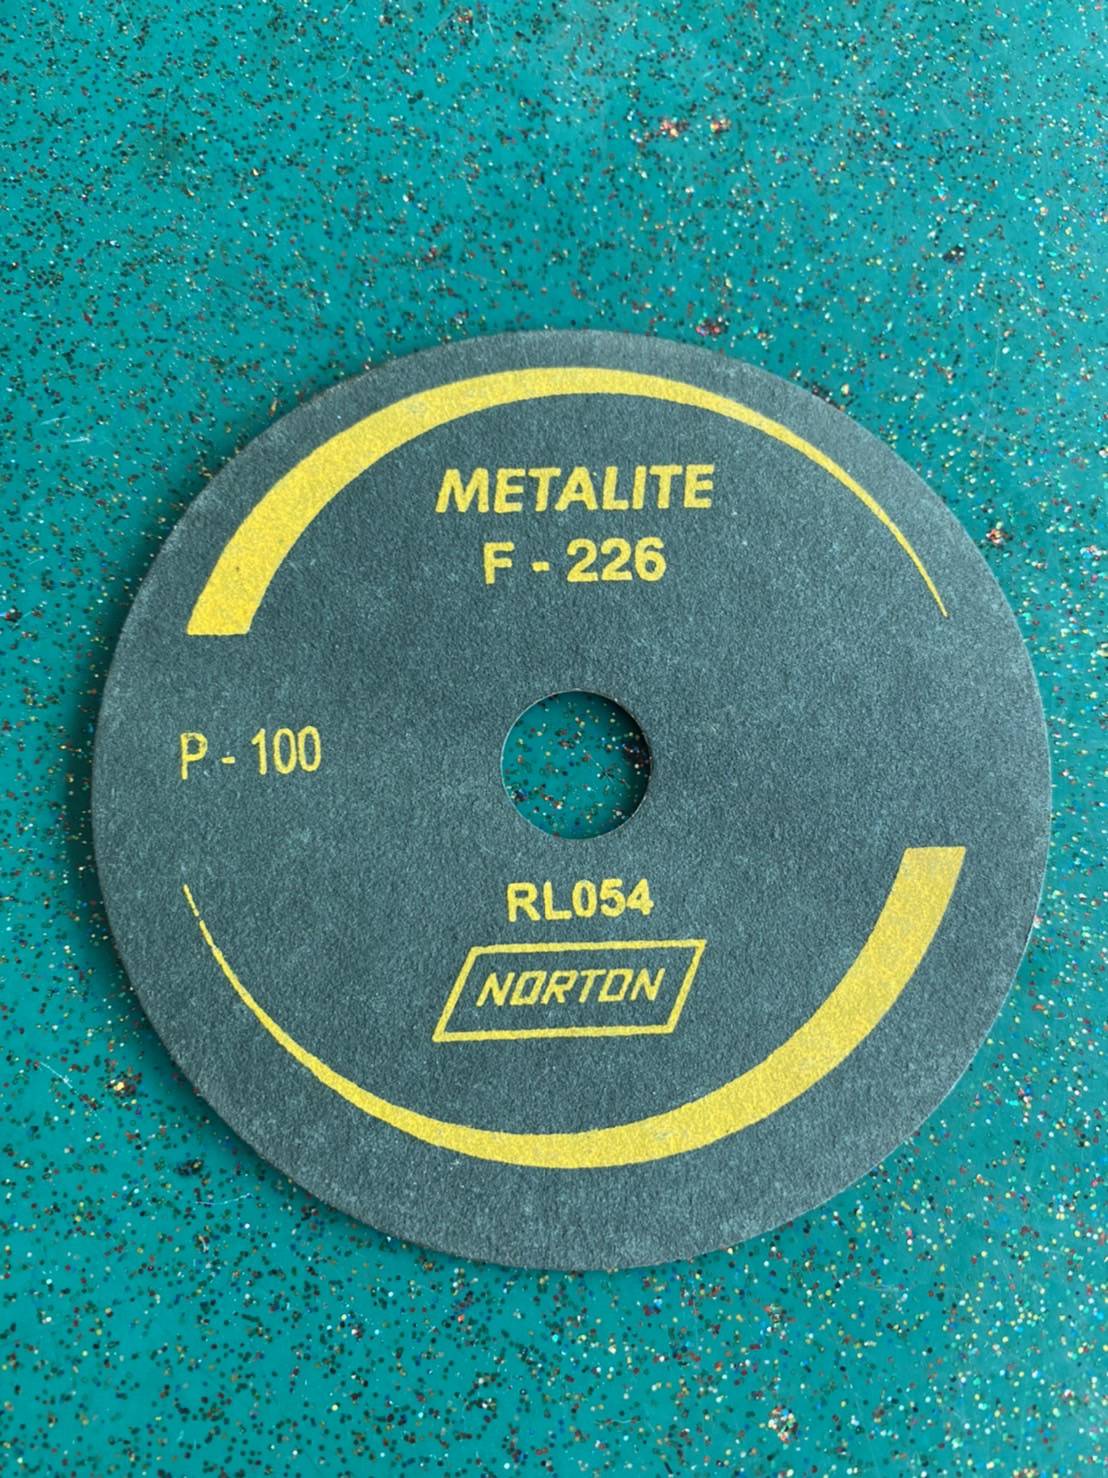 METALITE
F - 226
P - 100
RL054
NORTON